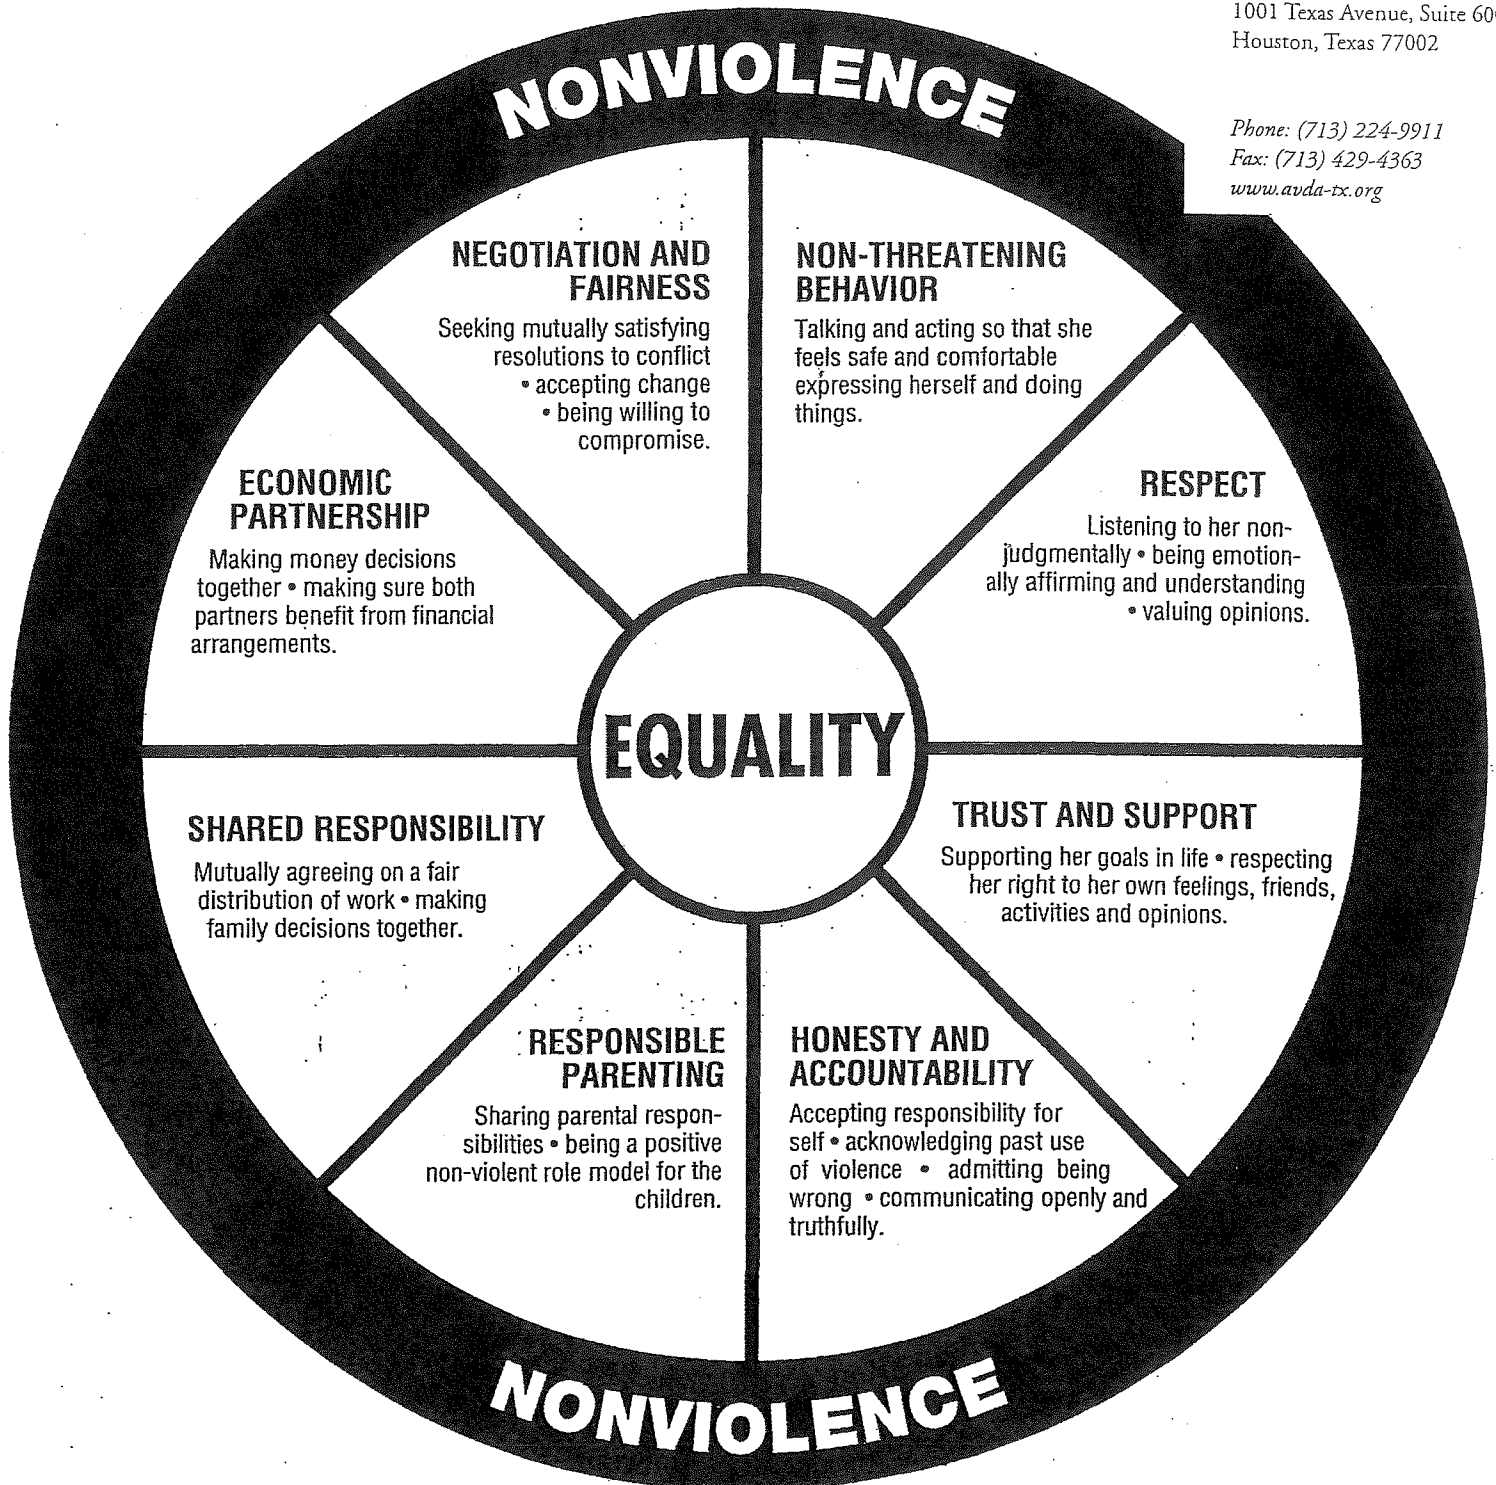 1001 Texas Avenue, Suite
Houston, Texas 77002
Phone: (713) 224-9911
Fax: (713) 429-4363
www.avda-tx.org
NONVIOLENCE
NEGOTIATION AND
FAIRNESS
Seeking mutually satisfying
resolutions to conflict
• accepting change
• being willing to
compromise.
NON-THREATENING
BEHAVIOR
Talking and acting so that she
feels safe and comfortable
expressing herself and doing
things.
RESPECT
Listening to her non-
judgmentally • being emotion-
ally affirming and understanding
• valuing opinions.
TRUST AND SUPPORT
Supporting her goals in life • respecting
her right to her own feelings, friends,
activities and opinions.
HONESTY AND
ACCOUNTABILITY
Accepting responsibility for
self • acknowledging past use
of violence • admitting being
wrong • communicating openly and
truthfully.
RESPONSIBLE
PARENTING
Sharing parental respon-
sibilities • being a positive
non-violent role model for the
children.
SHARED RESPONSIBILITY
Mutually agreeing on a fair
distribution of work • making
family decisions together.
ECONOMIC
PARTNERSHIP
Making money decisions
together • making sure both
partners benefit from financial
arrangements.
EQUALITY
NONVIOLENCE